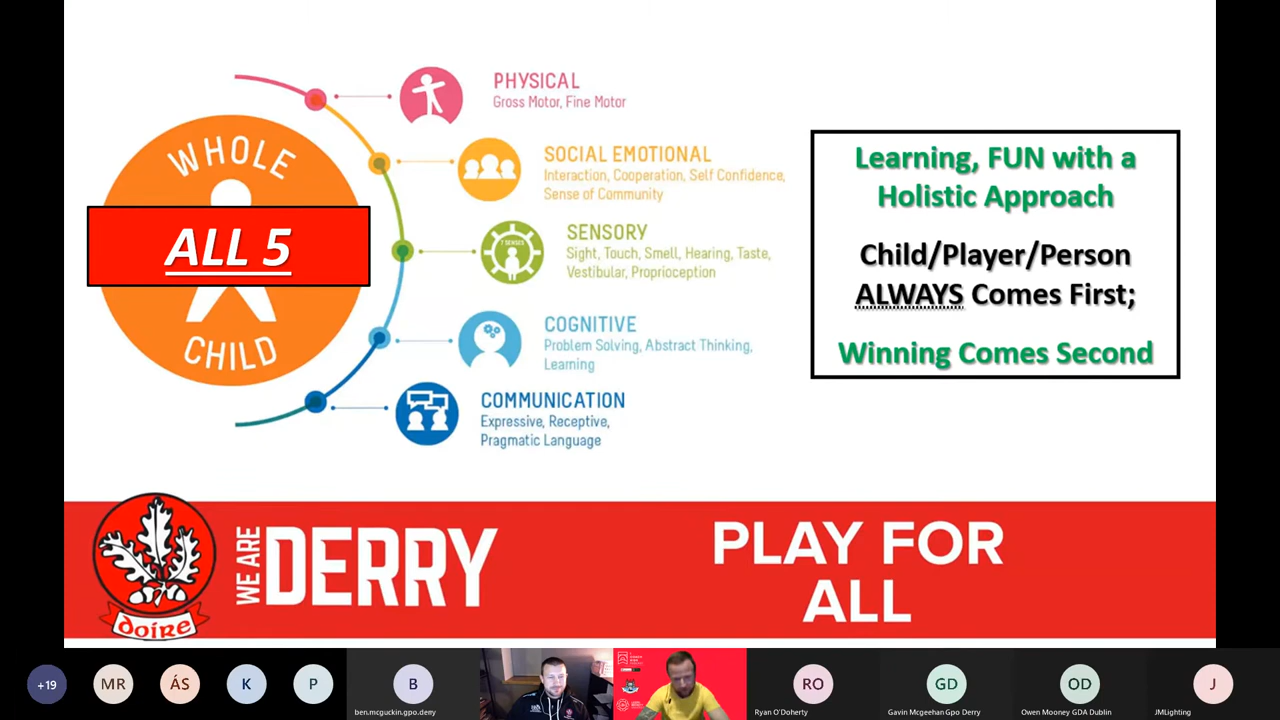 WHOLE
ALL 5
CHILD
PHYSICAL
Gross Motor, Fine Motor
SOCIAL EMOTIONAL
Interaction, Cooperation, Self Confidence,
Sense of Community
7 SENSES
SENSORY
Sight, Touch, Smell, Hearing, Taste,
Vestibular, Proprioception
COGNITIVE
Problem Solving, Abstract Thinking,
Learning
COMMUNICATION
Expressive, Receptive,
Pragmatic Language
Learning, FUN with a
Holistic Approach
Child/Player/Person
ALWAYS Comes First;
Winning Comes Second
doire
WE ARE
DERRY
PLAY FOR
ALL
+19
MR
ÁS
K
P
B
ben.mcguckin.gpo.derry
RO
Ryan O'Doherty
GD
Gavin Mcgeehan Gpo Derry
OD
Owen Mooney GDA Dublin
J
JMLighting